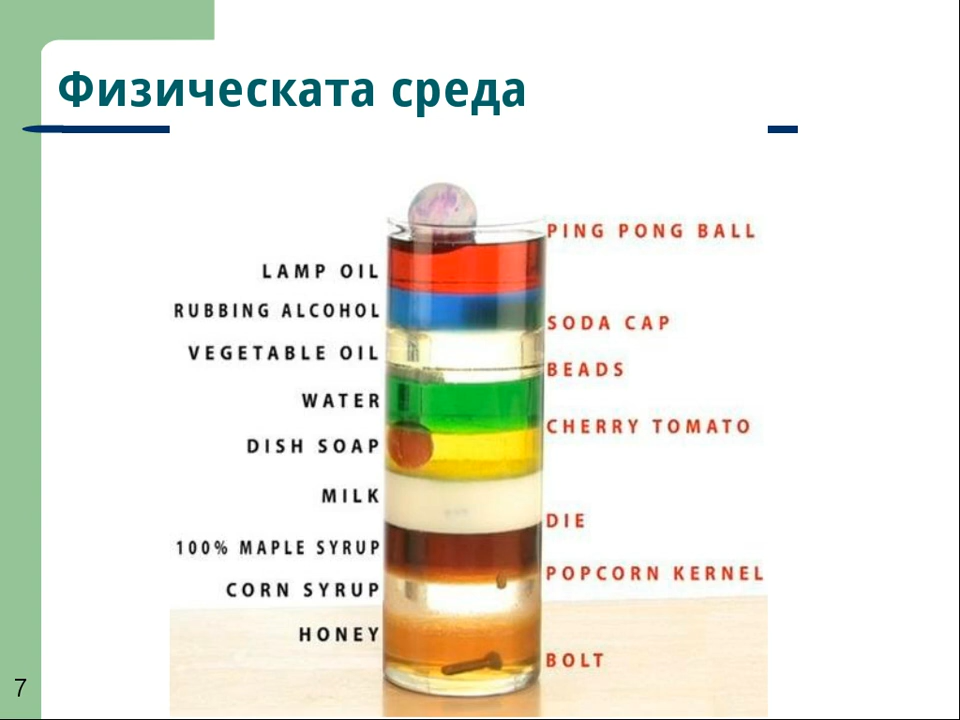 Физическата среда
PING PONG BALL
LAMP OIL
RUBBING ALCOHOL
SODA CAP
VEGETABLE OIL
BEADS
WATER
CHERRY TOMATO
DISH SOAP
MILK
DIE
100% MAPLE SYRUP
POPCORN KERNEL
CORN SYRUP
HONEY
BOLT
7